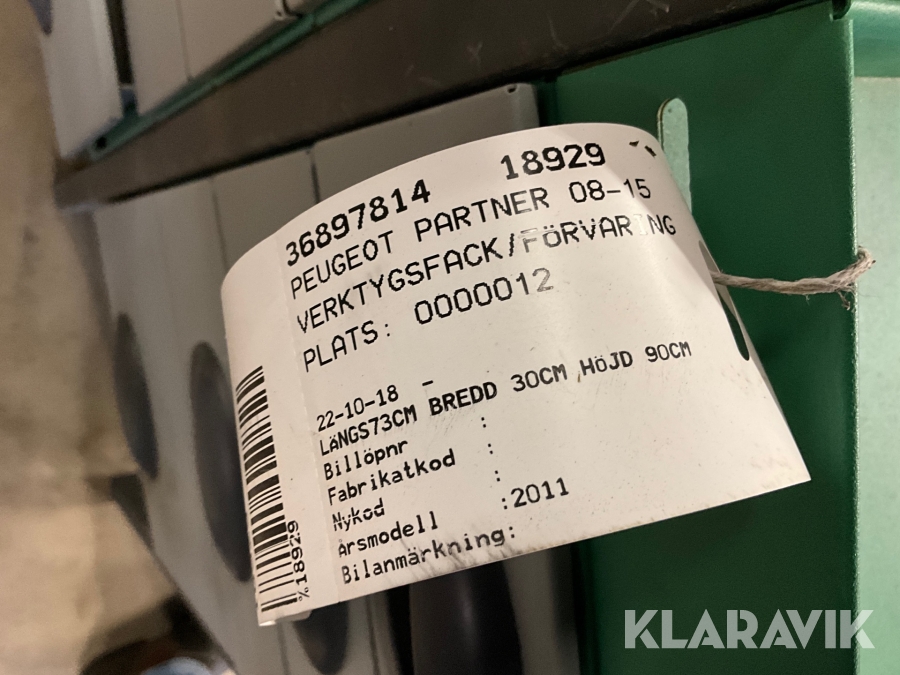 36897814 18929
PEUGEOT PARTNER 08-15
VERKTYGSFACK/FÖRVARING
PLATS: 0000012
22-10-18 -
LÄNGS73CM BREDD 30CM HÖJD 90CM
Billöpnr :
Fabrikatkod :
Nykod :
Årsmodell :2011
Bilanmärkning:
%18929
KLARAVIK